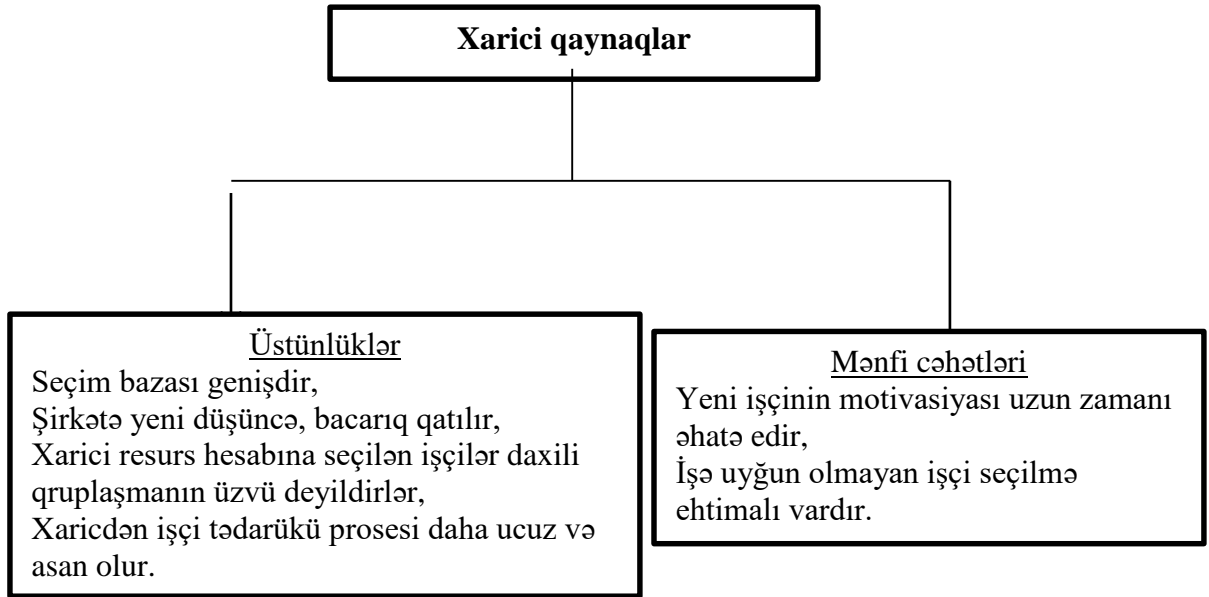 Xarici qaynaqlar
Üstünlüklər
Seçim bazası genişdir,
Şirkətə yeni düşüncə, bacarıq qatılır,
Xarici resurs hesabına seçilən işçilər daxili
qruplaşmanın üzvü deyildirlər,
Xaricdən işçi tədarükü prosesi daha ucuz və
asan olur.
Mənfi cəhətləri
Yeni işçinin motivasiyası uzun zamanı
əhatə edir,
İşə uyğun olmayan işçi seçilmə
ehtimalı vardır.